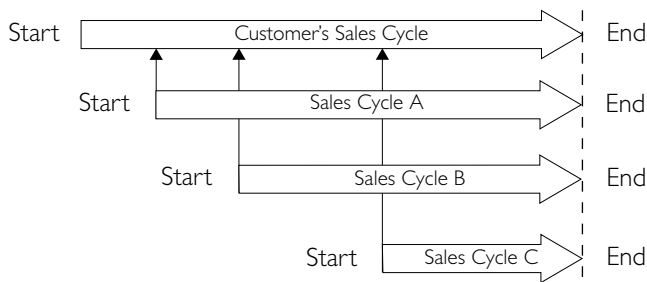 Start Customer's Sales Cycle End
Start Sales Cycle A End
Start Sales Cycle B End
Start Sales Cycle C End